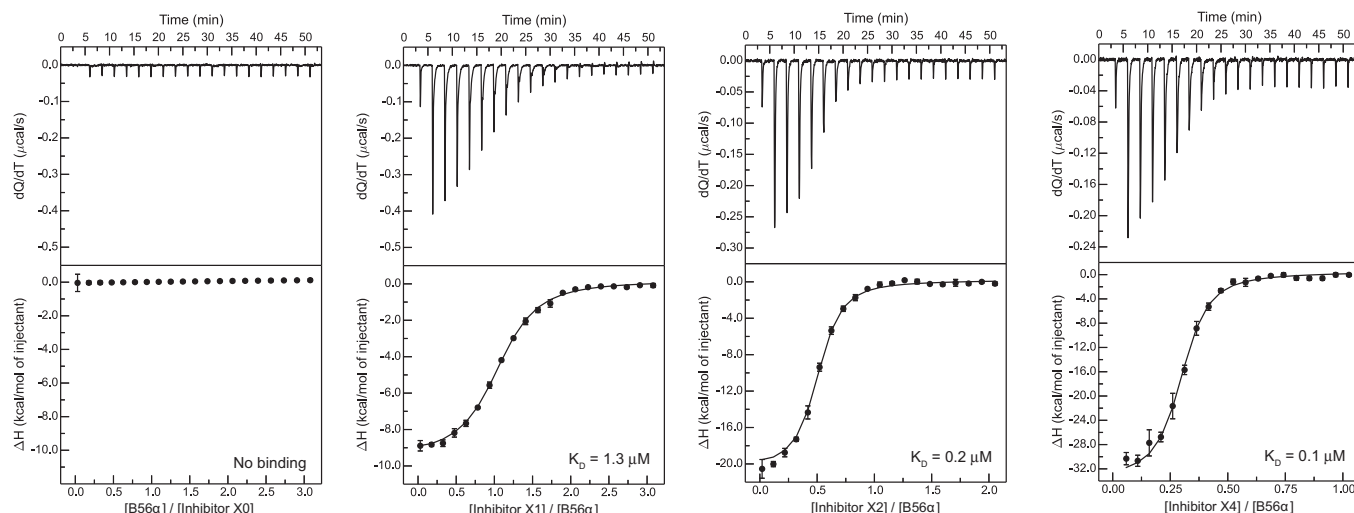 Time (min)
0 5 10 15 20 25 30 35 40 45 50
0.0
-0.1
-0.2
-0.3
-0.4
-0.5
dQ/dT (μcal/s)
0.0
-2.0
-4.0
-6.0
-8.0
-10.0
ΔH (kcal/mol of injectant)
No binding
0.0 0.5 1.0 1.5 2.0 2.5 3.0
[B56α] / [Inhibitor X0]
Time (min)
0 5 10 15 20 25 30 35 40 45 50
0.0
-0.1
-0.2
-0.3
-0.4
-0.5
dQ/dT (μcal/s)
0.0
-2.0
-4.0
-6.0
-8.0
-10.0
ΔH (kcal/mol of injectant)
KD = 1.3 μM
0.0 0.5 1.0 1.5 2.0 2.5 3.0
[Inhibitor X1] / [B56α]
Time (min)
0 5 10 15 20 25 30 35 40 45 50
0.00
-0.05
-0.10
-0.15
-0.20
-0.25
-0.30
dQ/dT (μcal/s)
0.0
-4.0
-8.0
-12.0
-16.0
-20.0
ΔH (kcal/mol of injectant)
KD = 0.2 μM
0.0 0.5 1.0 1.5 2.0
[Inhibitor X2] / [B56α]
Time (min)
0 5 10 15 20 25 30 35 40 45 50
0.00
-0.04
-0.08
-0.12
-0.16
-0.20
-0.24
dQ/dT (μcal/s)
0.0
-4.0
-8.0
-12.0
-16.0
-20.0
-24.0
-28.0
-32.0
ΔH (kcal/mol of injectant)
KD = 0.1 μM
0.00 0.25 0.50 0.75 1.00
[Inhibitor X4] / [B56α]